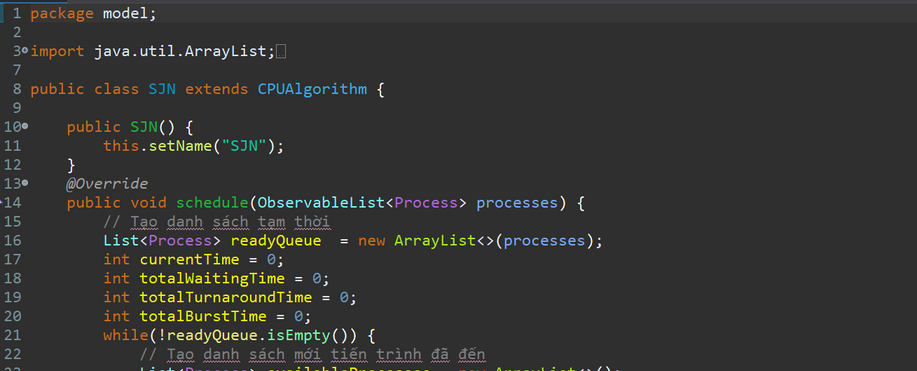 1 package model;
2
3 import java.util.ArrayList;
7
8 public class SJN extends CPUAlgorithm {
9
10 public SJN() {
11 this.setName("SJN");
12 }
13 @Override
14 public void schedule(ObservableList<Process> processes) {
15 // Tạo danh sách tạm thời
16 List<Process> readyQueue = new ArrayList<>(processes);
17 int currentTime = 0;
18 int totalWaitingTime = 0;
19 int totalTurnaroundTime = 0;
20 int totalBurstTime = 0;
21 while(!readyQueue.isEmpty()) {
22 // Tạo danh sách mới tiến trình đã đến
23 List<Process> availableProcesses = new ArrayList<>();